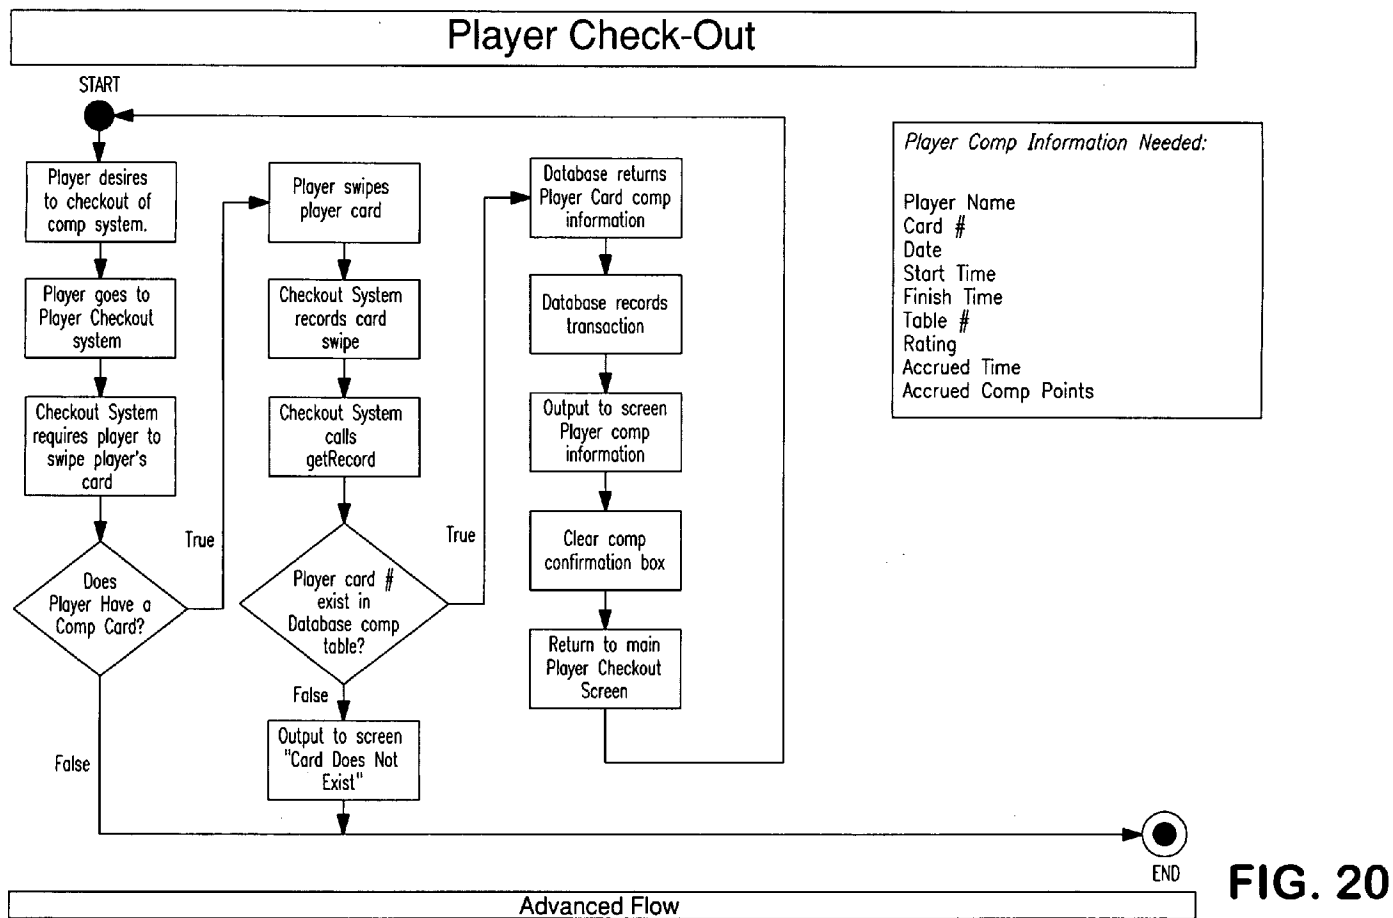 Player Check-Out
START
Player desires
to checkout of
comp system.
Player goes to
Player Checkout
system
Checkout System
requires player to
swipe player's
card
Does
Player Have a
Comp Card?
True
False
Player swipes
player card
Checkout System
records card
swipe
Checkout System
calls
getRecord
Player card #
exist in
Database comp
table?
True
False
Output to screen
"Card Does Not
Exist"
Database returns
Player Card comp
information
Database records
transaction
Output to screen
Player comp
information
Clear comp
confirmation box
Return to main
Player Checkout
Screen
Player Comp Information Needed:
Player Name
Card #
Date
Start Time
Finish Time
Table #
Rating
Accrued Time
Accrued Comp Points
END
FIG. 20
Advanced Flow